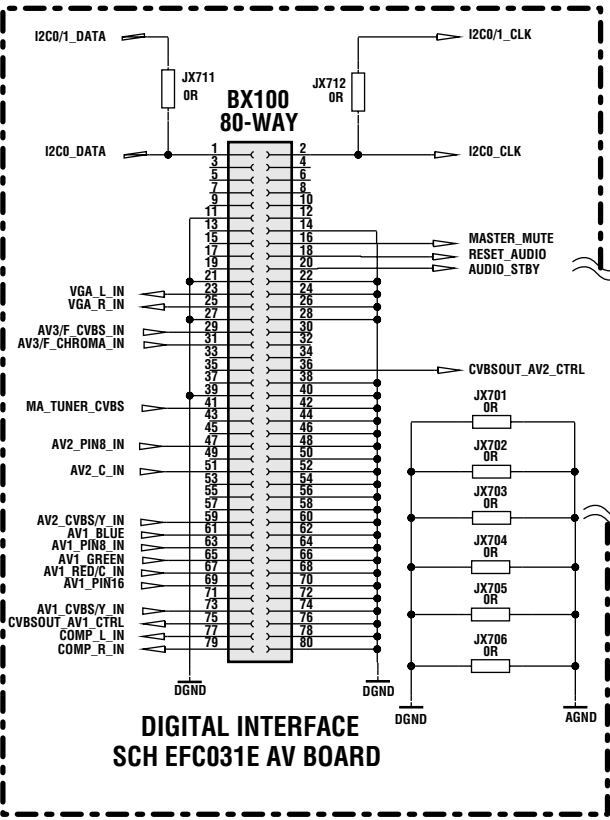 I2C0/1_DATA
I2C0/1_CLK
JX711
0R
JX712
0R
BX100
80-WAY
I2C0_DATA
I2C0_CLK
1 2
3 4
5 6
7 8
9 10
11 12
13 14
15 16
MASTER_MUTE
17 18
RESET_AUDIO
19 20
AUDIO_STBY
21 22
VGA_L_IN 23 24
VGA_R_IN 25 26
27 28
AV3/F_CVBS_IN 29 30
AV3/F_CHROMA_IN 31 32
33 34
35 36 CVBSOUT_AV2_CTRL
37 38
39 40
MA_TUNER_CVBS 41 42
43 44
45 46
AV2_PIN8_IN 47 48
49 50
AV2_C_IN 51 52
53 54
55 56
57 58
AV2_CVBS/Y_IN 59 60
AV1_BLUE 61 62
AV1_PIN8_IN 63 64
AV1_GREEN 65 66
AV1_RED/C_IN 67 68
AV1_PIN16 69 70
71 72
AV1_CVBS/Y_IN 73 74
CVBSOUT_AV1_CTRL 75 76
COMP_L_IN 77 78
COMP_R_IN 79 80
JX701
0R
JX702
0R
JX703
0R
JX704
0R
JX705
0R
JX706
0R
DGND
DGND
DGND
AGND
DIGITAL INTERFACE
SCH EFC031E AV BOARD